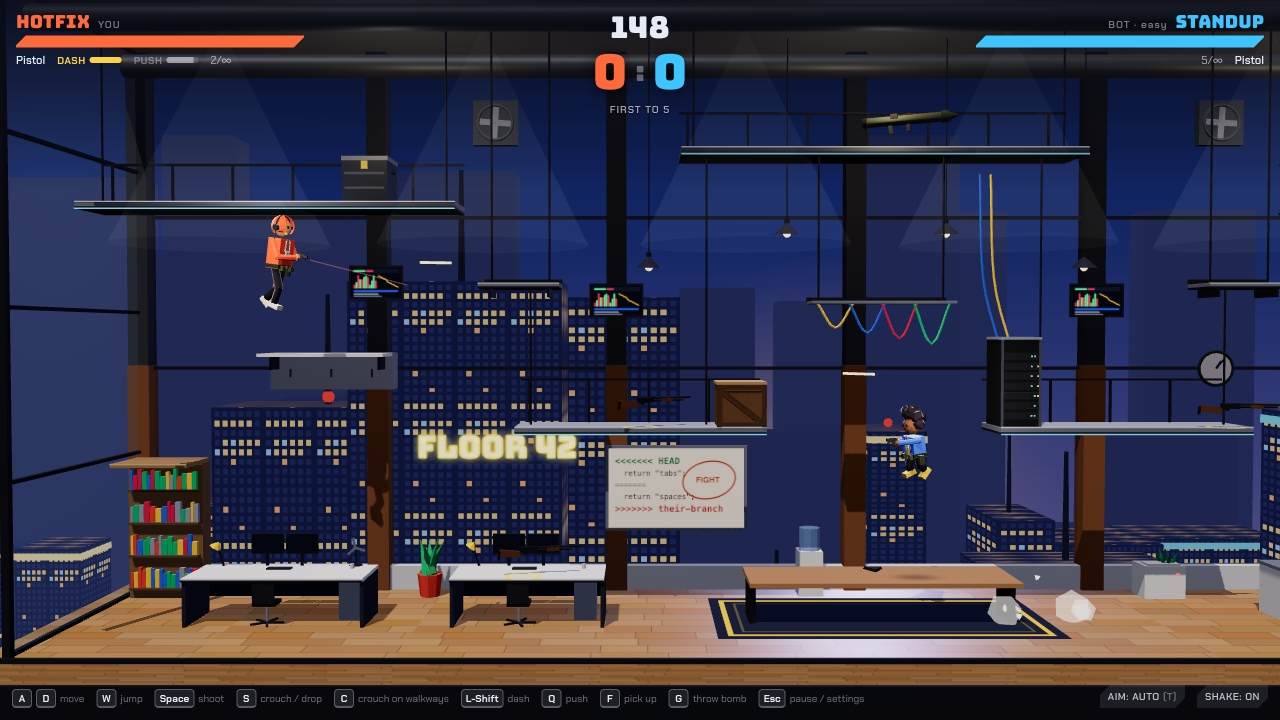 HOTFIX YOU
148
BOT · easy STANDUP
Pistol DASH PUSH 2/∞
0 : 0
5/∞ Pistol
FIRST TO 5
FLOOR 42
<<<<<<< HEAD
return "tabs";
=======
return "spaces";
>>>>>>> their-branch
FIGHT
A D move W jump Space shoot S crouch / drop C crouch on walkways L-Shift dash Q push F pick up G throw bomb Esc pause / settings
AIM: AUTO [T] SHAKE: ON